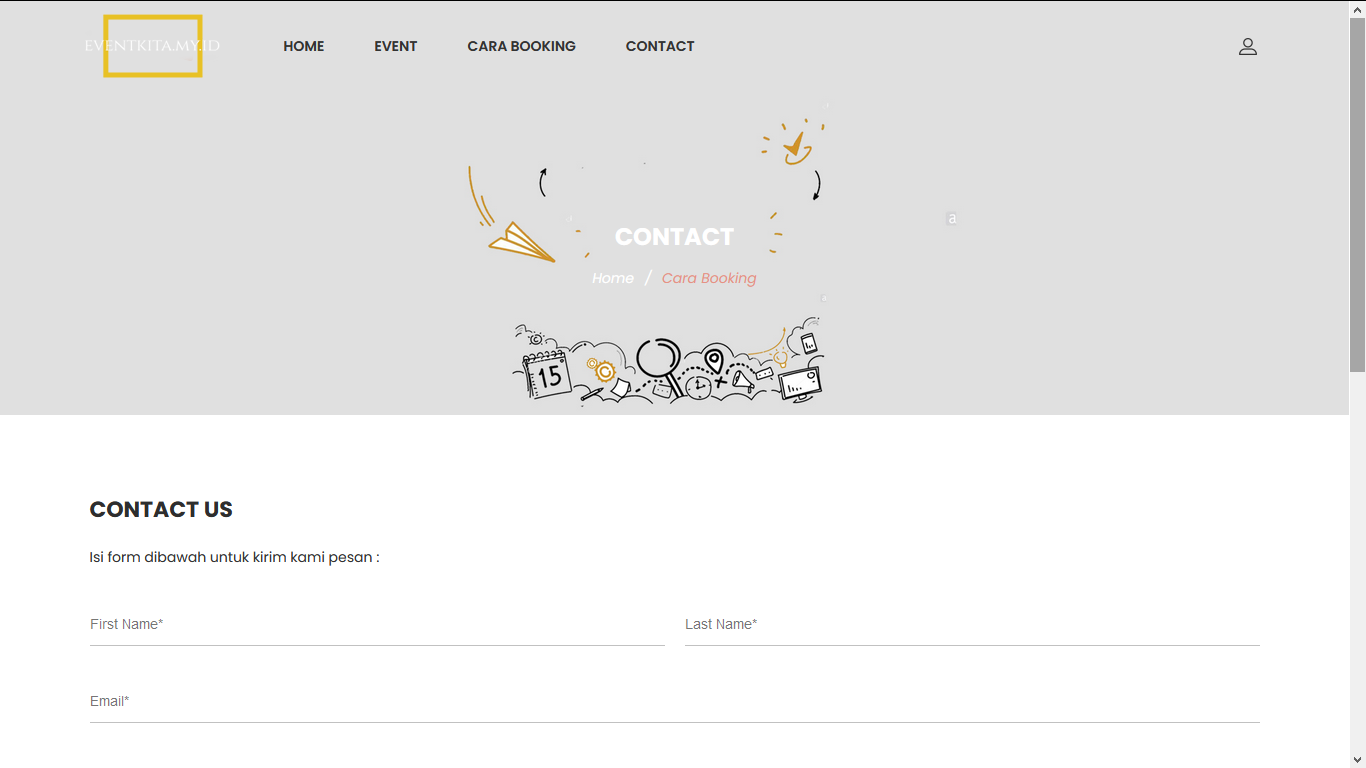 EVENTKITA.MY.ID
HOME EVENT CARA BOOKING CONTACT
a
CONTACT
Home / Cara Booking
15
CONTACT US
Isi form dibawah untuk kirim kami pesan :
First Name* Last Name*
Email*